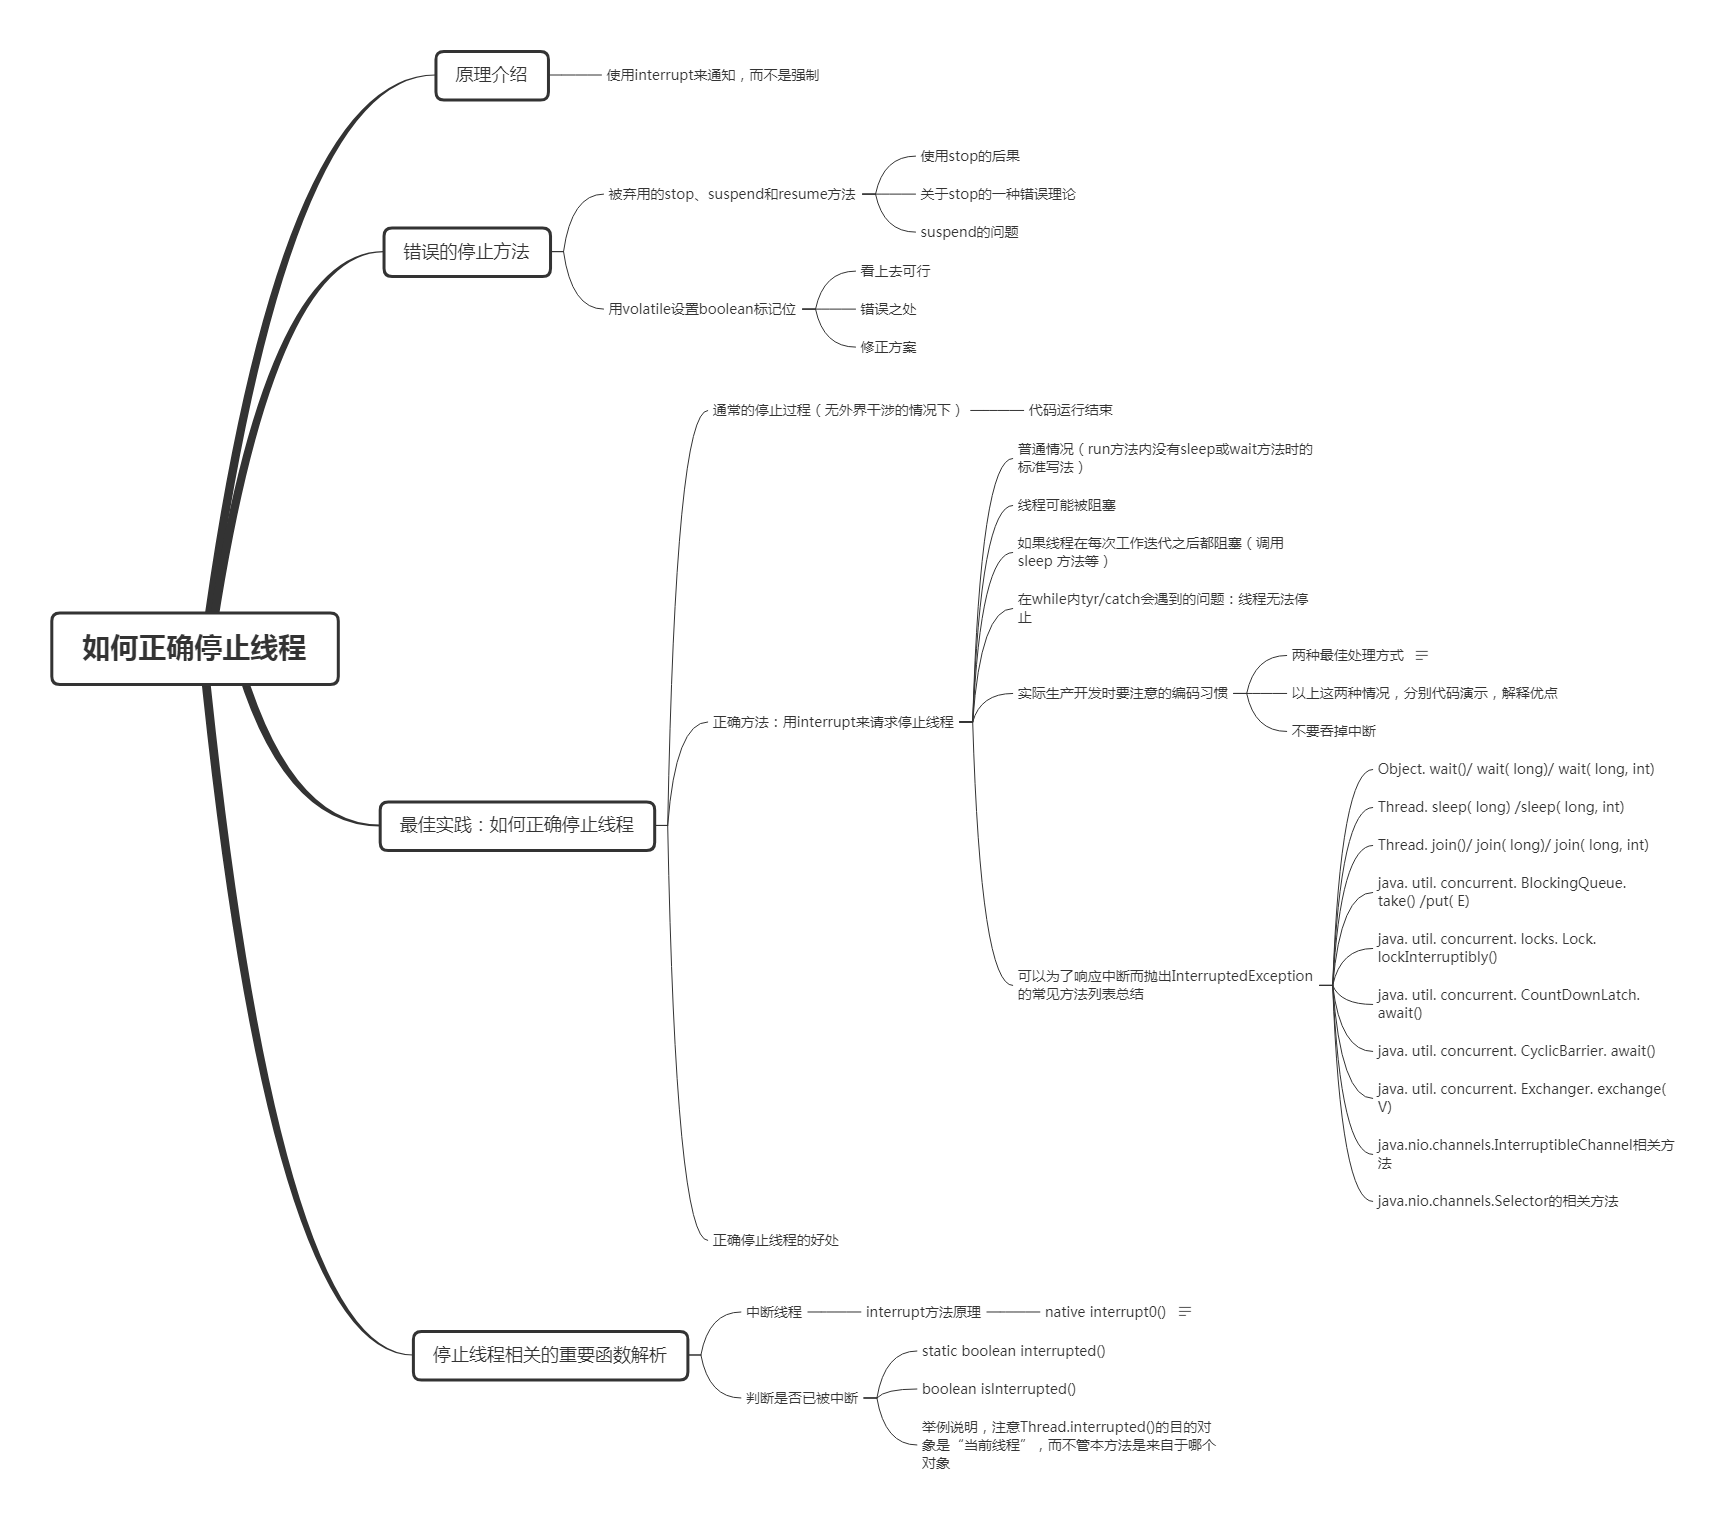 原理介绍
使用interrupt来通知，而不是强制
错误的停止方法
被弃用的stop、suspend和resume方法
使用stop的后果
关于stop的一种错误理论
suspend的问题
用volatile设置boolean标记位
看上去可行
错误之处
修正方案
如何正确停止线程
最佳实践：如何正确停止线程
通常的停止过程（无外界干涉的情况下）
代码运行结束
正确方法：用interrupt来请求停止线程
普通情况（run方法内没有sleep或wait方法时的
标准写法）
线程可能被阻塞
如果线程在每次工作迭代之后都阻塞（调用
sleep 方法等）
在while内tyr/catch会遇到的问题：线程无法停
止
实际生产开发时要注意的编码习惯
两种最佳处理方式
以上这两种情况，分别代码演示，解释优点
不要吞掉中断
可以为了响应中断而抛出InterruptedException
的常见方法列表总结
Object. wait()/ wait( long)/ wait( long, int)
Thread. sleep( long) /sleep( long, int)
Thread. join()/ join( long)/ join( long, int)
java. util. concurrent. BlockingQueue.
take() /put( E)
java. util. concurrent. locks. Lock.
lockInterruptibly()
java. util. concurrent. CountDownLatch.
await()
java. util. concurrent. CyclicBarrier. await()
java. util. concurrent. Exchanger. exchange(
V)
java.nio.channels.InterruptibleChannel相关方
法
java.nio.channels.Selector的相关方法
正确停止线程的好处
停止线程相关的重要函数解析
中断线程
interrupt方法原理
native interrupt0()
判断是否已被中断
static boolean interrupted()
boolean isInterrupted()
举例说明，注意Thread.interrupted()的目的对
象是“当前线程”，而不管本方法是来自于哪个
对象